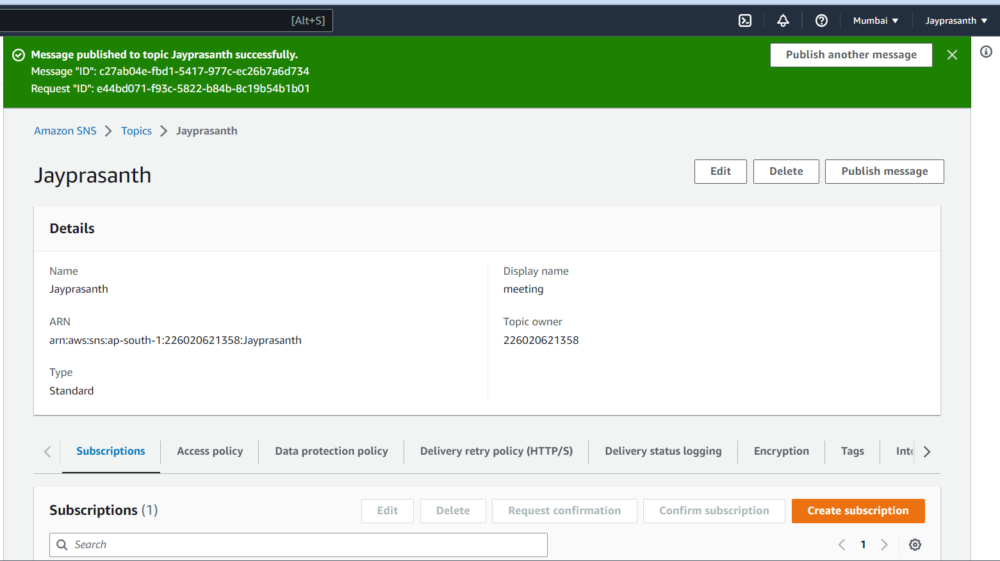 [Alt+S]
Mumbai ▼
Jayprasanth ▼
Message published to topic Jayprasanth successfully.
Message "ID": c27ab04e-fbd1-5417-977c-ec26b7a6d734
Request "ID": e44bd071-f93c-5822-b84b-8c19b54b1b01
Publish another message
Amazon SNS > Topics > Jayprasanth
Jayprasanth
Edit
Delete
Publish message
Details
Name
Jayprasanth
ARN
arn:aws:sns:ap-south-1:226020621358:Jayprasanth
Type
Standard
Display name
meeting
Topic owner
226020621358
Subscriptions
Access policy
Data protection policy
Delivery retry policy (HTTP/S)
Delivery status logging
Encryption
Tags
Inte
Subscriptions (1)
Edit
Delete
Request confirmation
Confirm subscription
Create subscription
Search
1